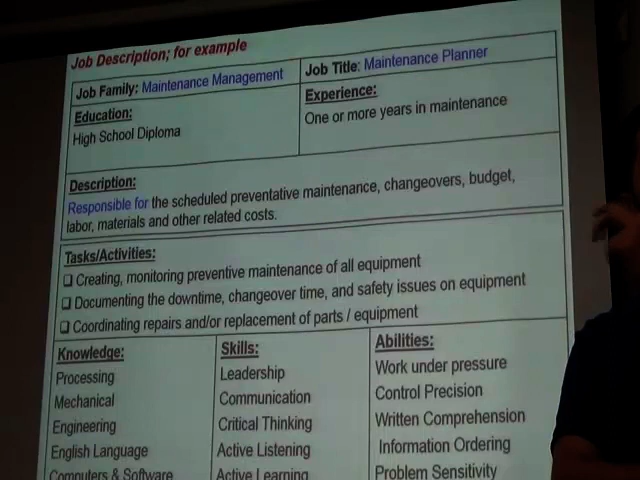 Job Description; for example
Job Family: Maintenance Management
Job Title: Maintenance Planner
Education:
High School Diploma
Experience:
One or more years in maintenance
Description:
Responsible for the scheduled preventative maintenance, changeovers, budget,
labor, materials and other related costs.
Tasks/Activities:
❑ Creating, monitoring preventive maintenance of all equipment
❑ Documenting the downtime, changeover time, and safety issues on equipment
❑ Coordinating repairs and/or replacement of parts / equipment
Knowledge:
Processing
Mechanical
Engineering
English Language
Computers & Software
Skills:
Leadership
Communication
Critical Thinking
Active Listening
Active Learning
Abilities:
Work under pressure
Control Precision
Written Comprehension
Information Ordering
Problem Sensitivity